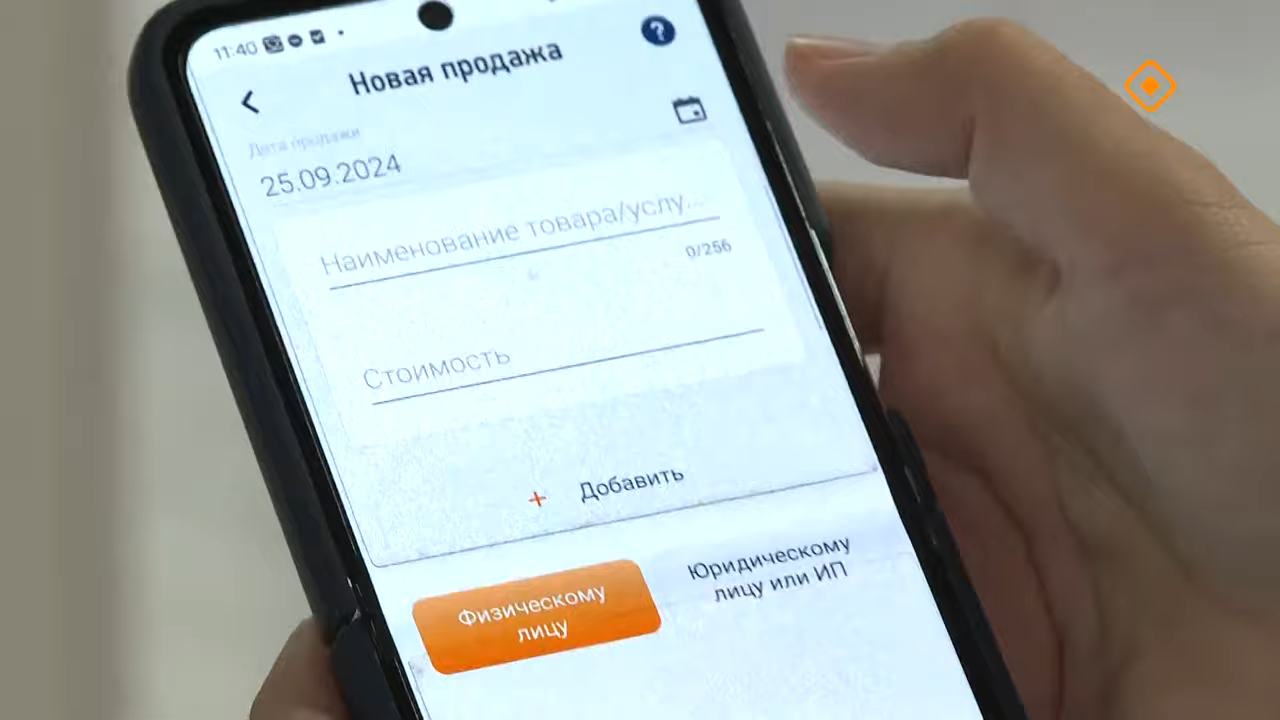 11:40
Новая продажа
?
Дата продажи
25.09.2024
Наименование товара/услу...
0/256
Стоимость
+ Добавить
Физическому
лицу
Юридическому
лицу или ИП